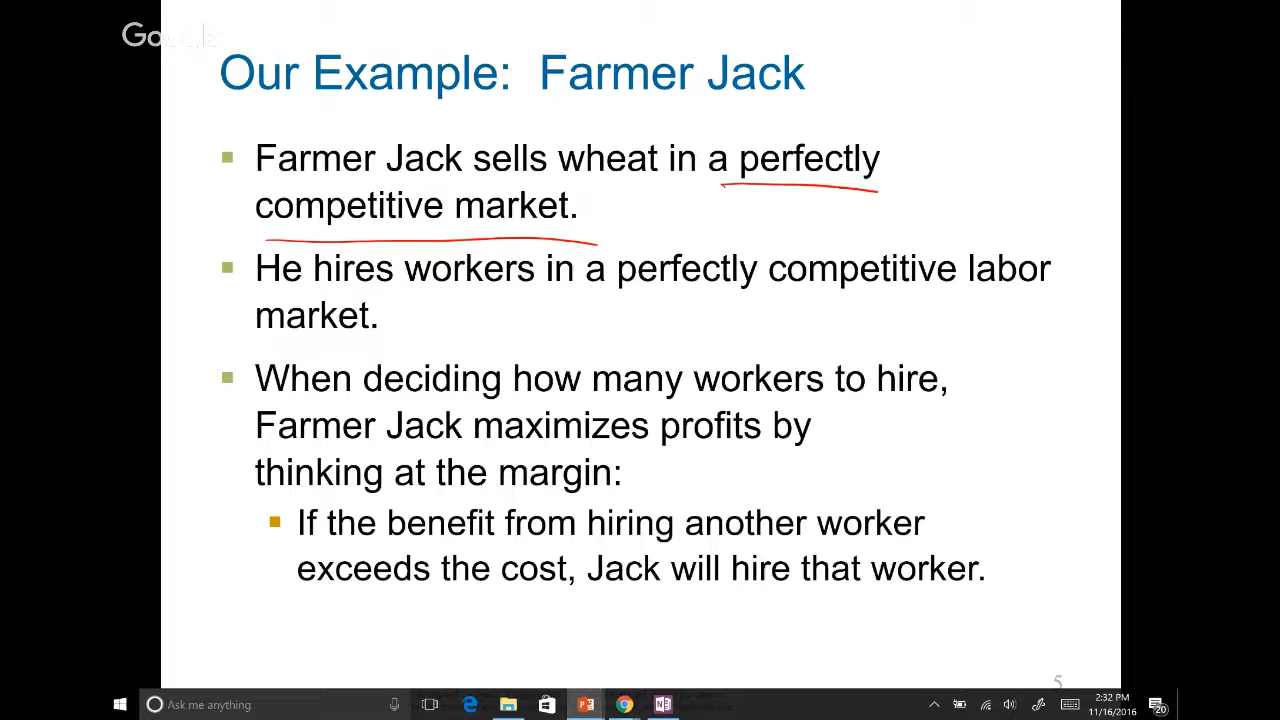 Our Example: Farmer Jack
▪ Farmer Jack sells wheat in a perfectly
competitive market.
▪ He hires workers in a perfectly competitive labor
market.
▪ When deciding how many workers to hire,
Farmer Jack maximizes profits by
thinking at the margin:
▪ If the benefit from hiring another worker
exceeds the cost, Jack will hire that worker.
5
Ask me anything
2:32 PM
11/16/2016
20